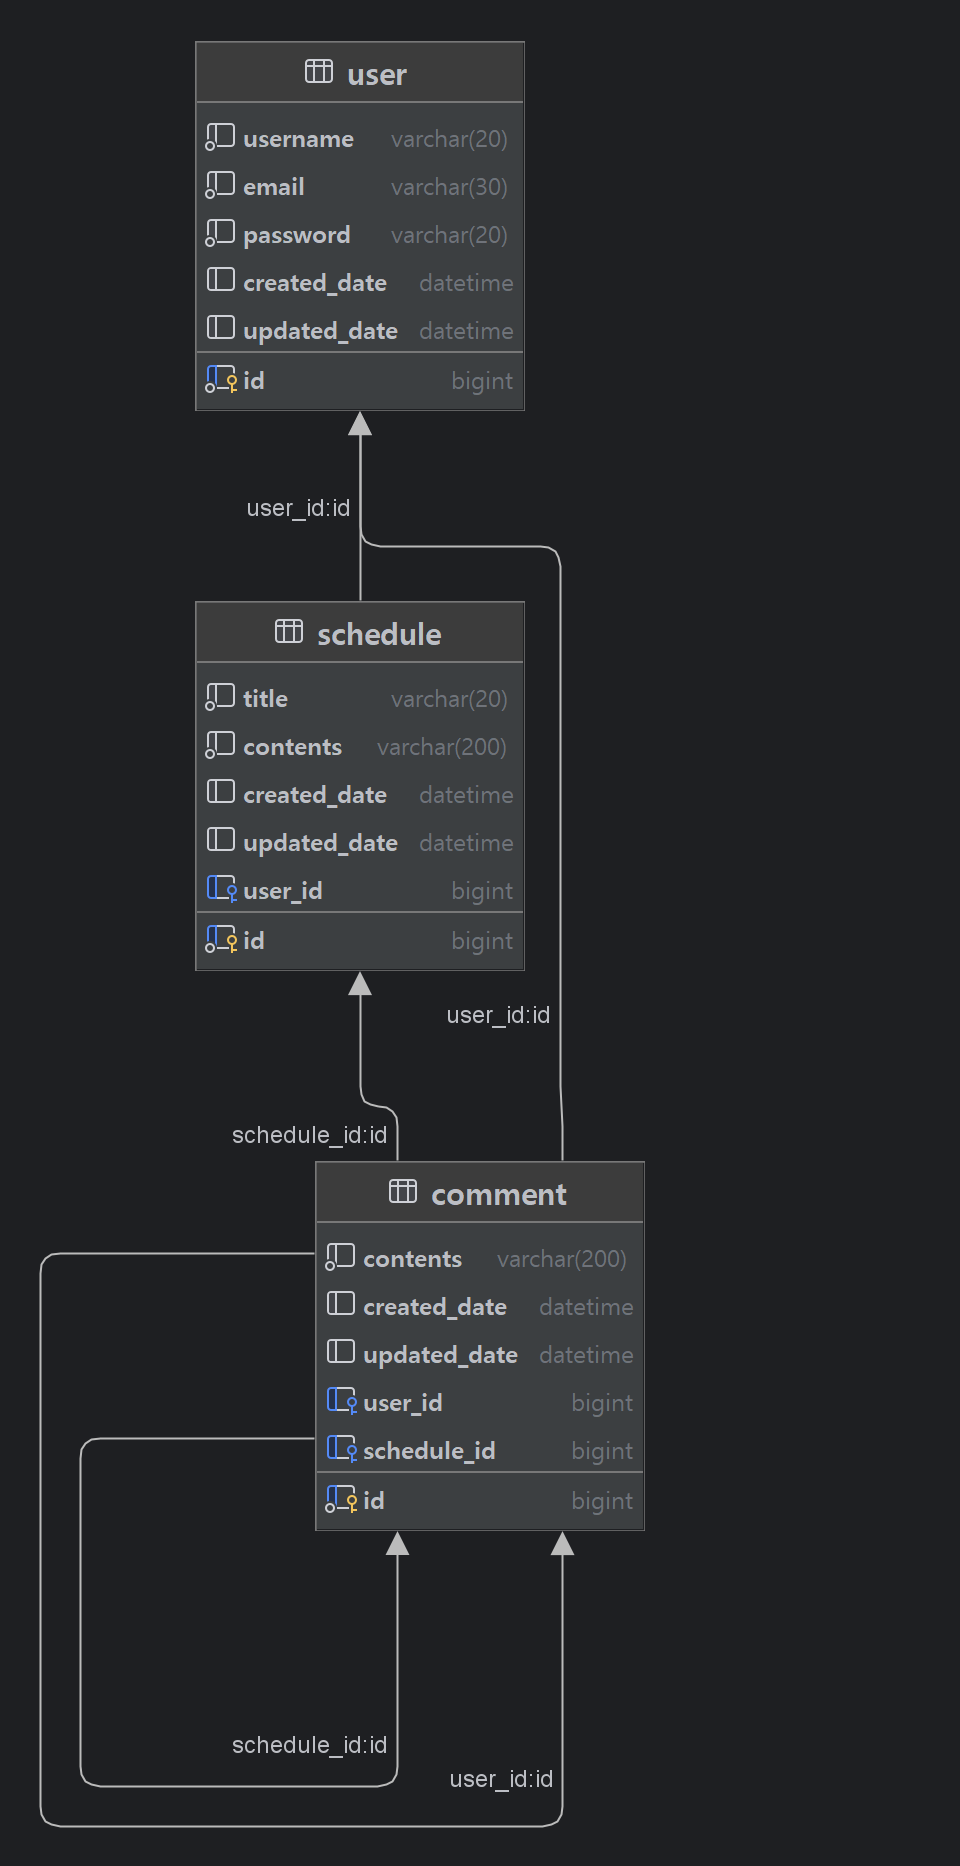 user
username varchar(20)
email varchar(30)
password varchar(20)
created_date datetime
updated_date datetime
id bigint
user_id:id
schedule
title varchar(20)
contents varchar(200)
created_date datetime
updated_date datetime
user_id bigint
id bigint
user_id:id
schedule_id:id
comment
contents varchar(200)
created_date datetime
updated_date datetime
user_id bigint
schedule_id bigint
id bigint
schedule_id:id
user_id:id